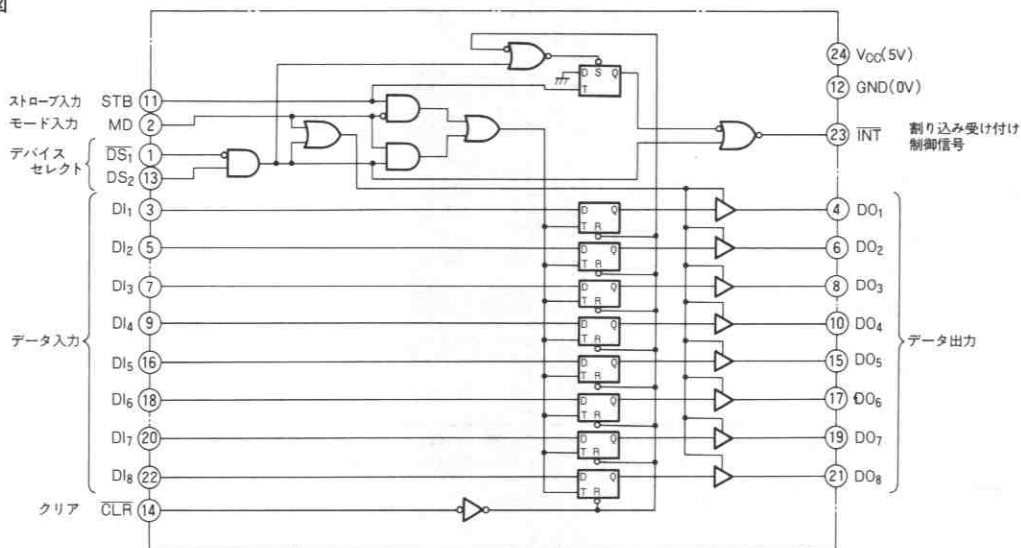 図
ストローブ入力 STB 11
モード入力 MD 2
デバイス
セレクト
DS1 1
DS2 13
データ入力
DI1 3
DI2 5
DI3 7
DI4 9
DI5 16
DI6 18
DI7 20
DI8 22
クリア CLR 14
D S Q
T
D Q
T R
D Q
T R
D Q
T R
D Q
T R
D Q
T R
D Q
T R
D Q
T R
D Q
T R
24 VCC(5V)
12 GND(0V)
23 INT 割り込み受け付け
制御信号
4 DO1
6 DO2
8 DO3
10 DO4
15 DO5
17 DO6
19 DO7
21 DO8
データ出力